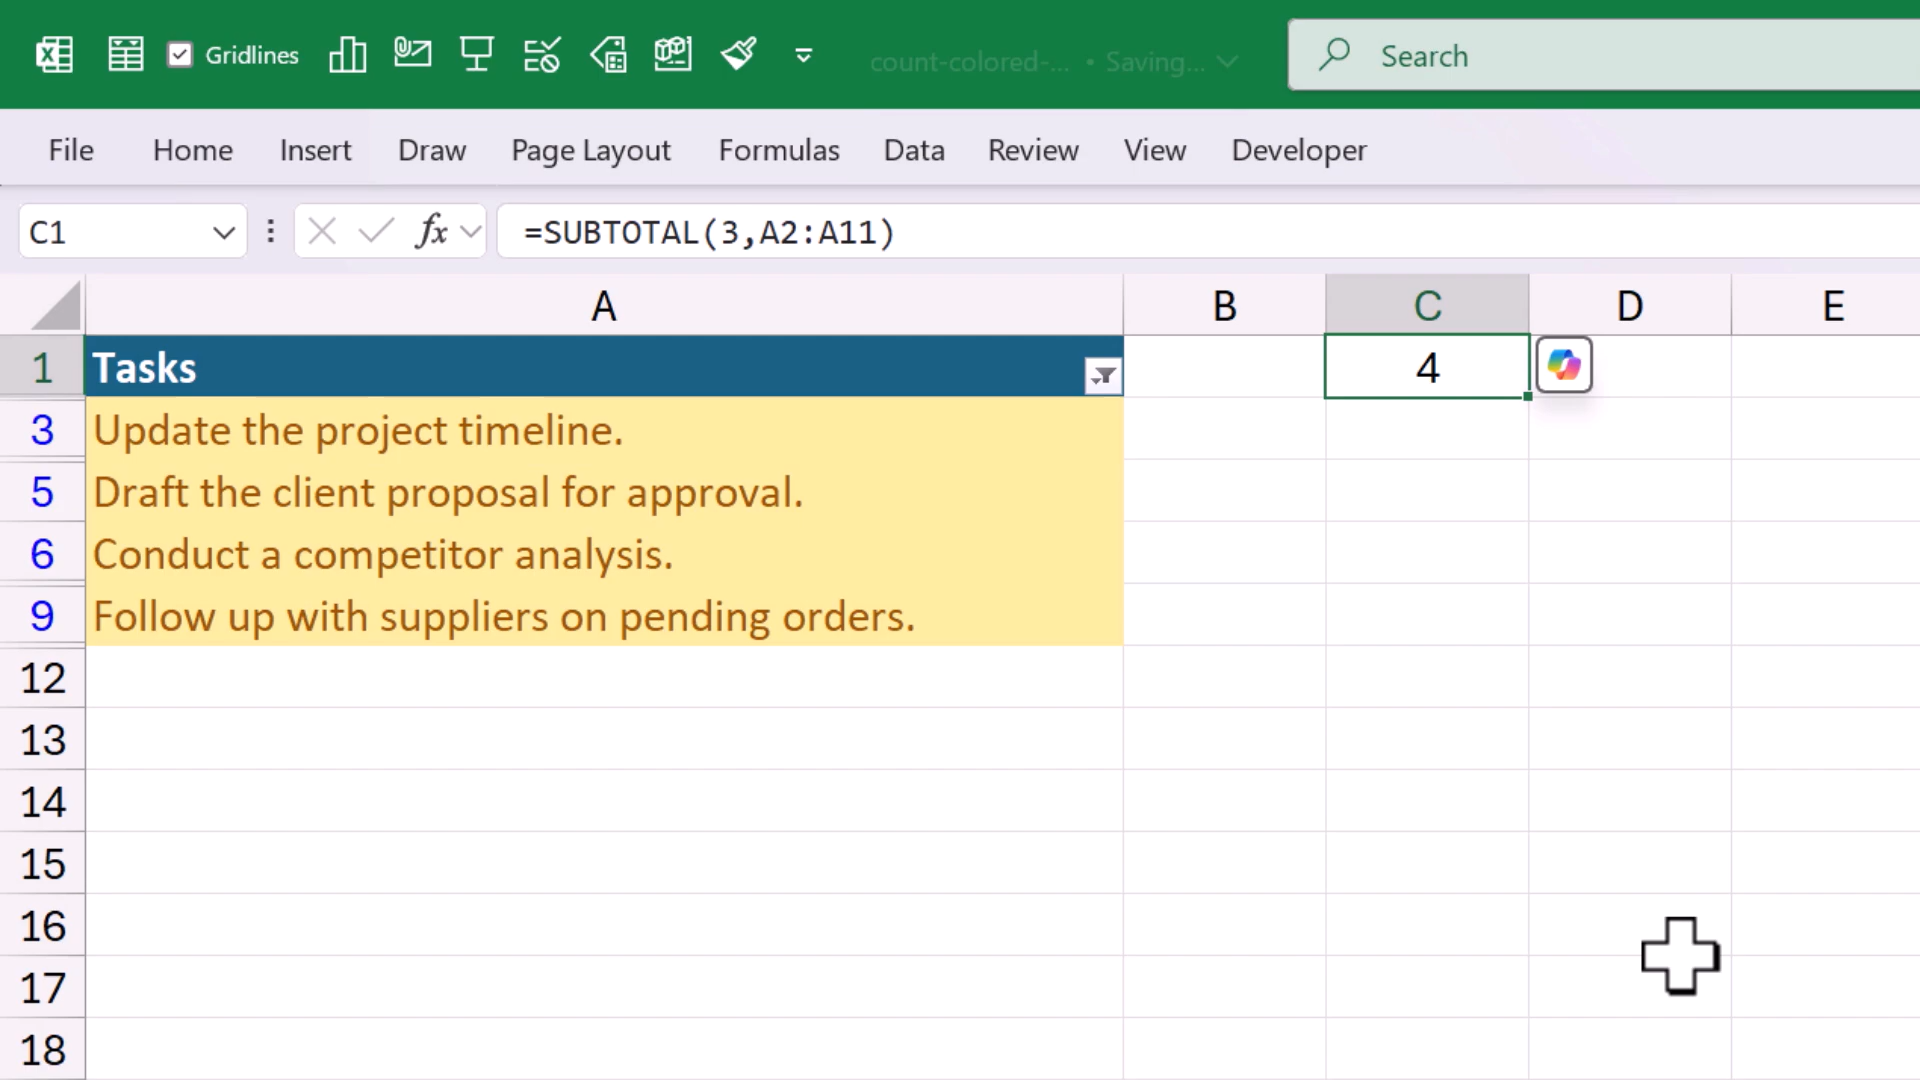 Gridlines
count-colored-... • Saving...
Search
File Home Insert Draw Page Layout Formulas Data Review View Developer
C1 fx =SUBTOTAL(3,A2:A11)
A B C D E
1 Tasks 4
3 Update the project timeline.
5 Draft the client proposal for approval.
6 Conduct a competitor analysis.
9 Follow up with suppliers on pending orders.
12
13
14
15
16
17
18